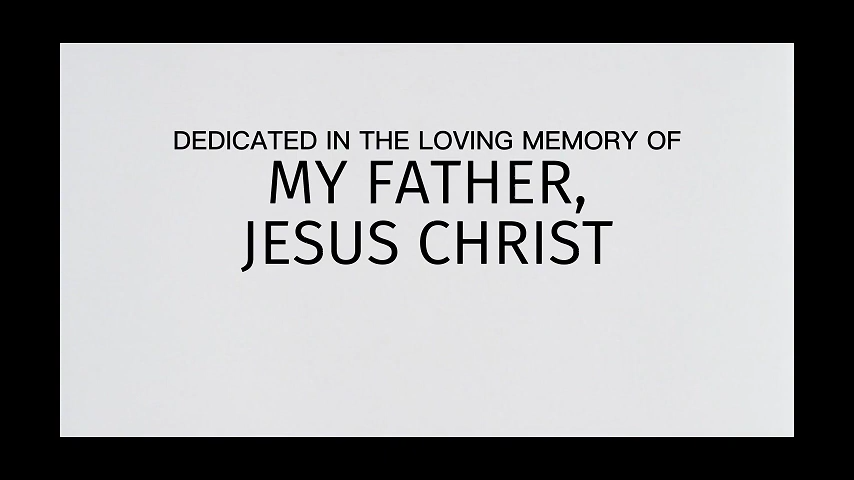 DEDICATED IN THE LOVING MEMORY OF
MY FATHER,
JESUS CHRIST